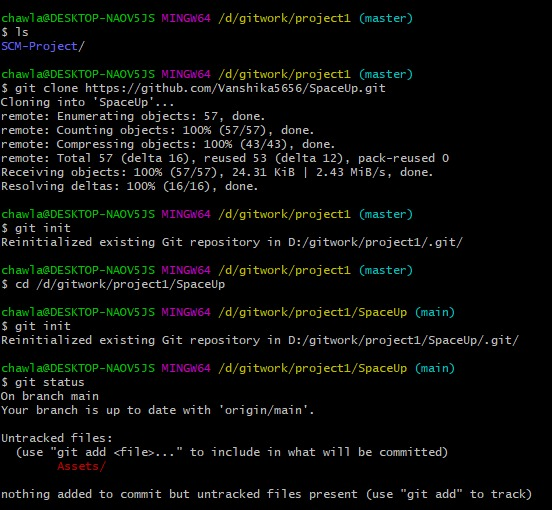 chawla@DESKTOP-NAOV5JS MINGW64 /d/gitwork/project1 (master)
$ ls
SCM-Project/
chawla@DESKTOP-NAOV5JS MINGW64 /d/gitwork/project1 (master)
$ git clone https://github.com/Vanshika5656/SpaceUp.git
Cloning into 'SpaceUp'...
remote: Enumerating objects: 57, done.
remote: Counting objects: 100% (57/57), done.
remote: Compressing objects: 100% (43/43), done.
remote: Total 57 (delta 16), reused 53 (delta 12), pack-reused 0
Receiving objects: 100% (57/57), 24.31 KiB | 2.43 MiB/s, done.
Resolving deltas: 100% (16/16), done.
chawla@DESKTOP-NAOV5JS MINGW64 /d/gitwork/project1 (master)
$ git init
Reinitialized existing Git repository in D:/gitwork/project1/.git/
chawla@DESKTOP-NAOV5JS MINGW64 /d/gitwork/project1 (master)
$ cd /d/gitwork/project1/SpaceUp
chawla@DESKTOP-NAOV5JS MINGW64 /d/gitwork/project1/SpaceUp (main)
$ git init
Reinitialized existing Git repository in D:/gitwork/project1/SpaceUp/.git/
chawla@DESKTOP-NAOV5JS MINGW64 /d/gitwork/project1/SpaceUp (main)
$ git status
On branch main
Your branch is up to date with 'origin/main'.
Untracked files:
(use "git add <file>..." to include in what will be committed)
Assets/
nothing added to commit but untracked files present (use "git add" to track)